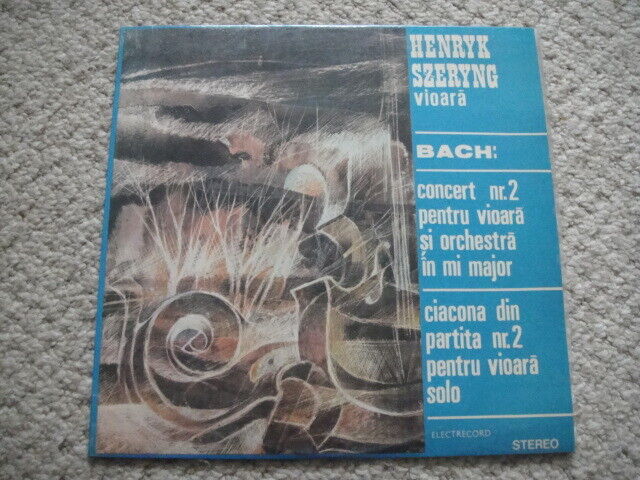 HENRYK
SZERYNG
vioară
BACH:
concert nr.2
pentru vioară
și orchestră
în mi major
ciacona din
partita nr.2
pentru vioară
solo
ELECTRECORD
STEREO